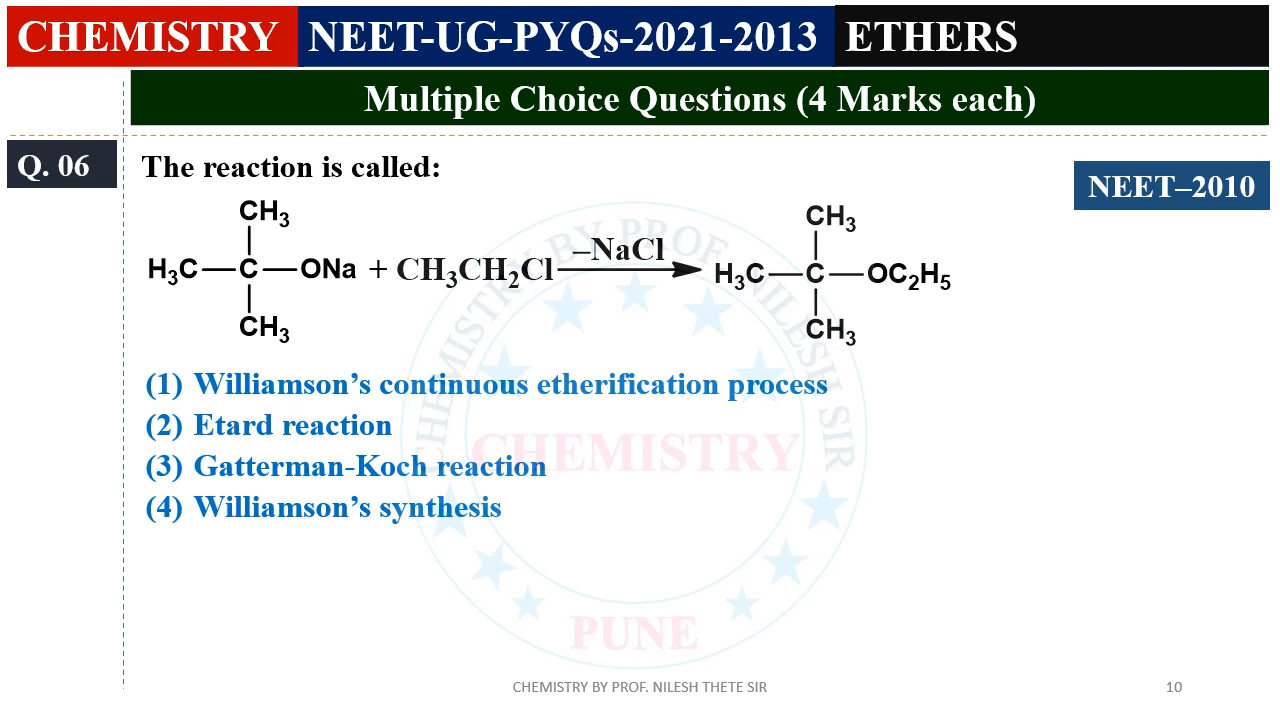 CHEMISTRY NEET-UG-PYQs-2021-2013 ETHERS
Multiple Choice Questions (4 Marks each)
Q. 06 The reaction is called:
NEET–2010
CH₃
H₃C—C—ONa + CH₃CH₂Cl
CH₃
–NaCl
CH₃
H₃C—C—OC₂H₅
CH₃
(1) Williamson’s continuous etherification process
(2) Etard reaction
(3) Gatterman-Koch reaction
(4) Williamson’s synthesis
CHEMISTRY BY PROF. NILESH SIR
CHEMISTRY
PUNE
CHEMISTRY BY PROF. NILESH THETE SIR
10